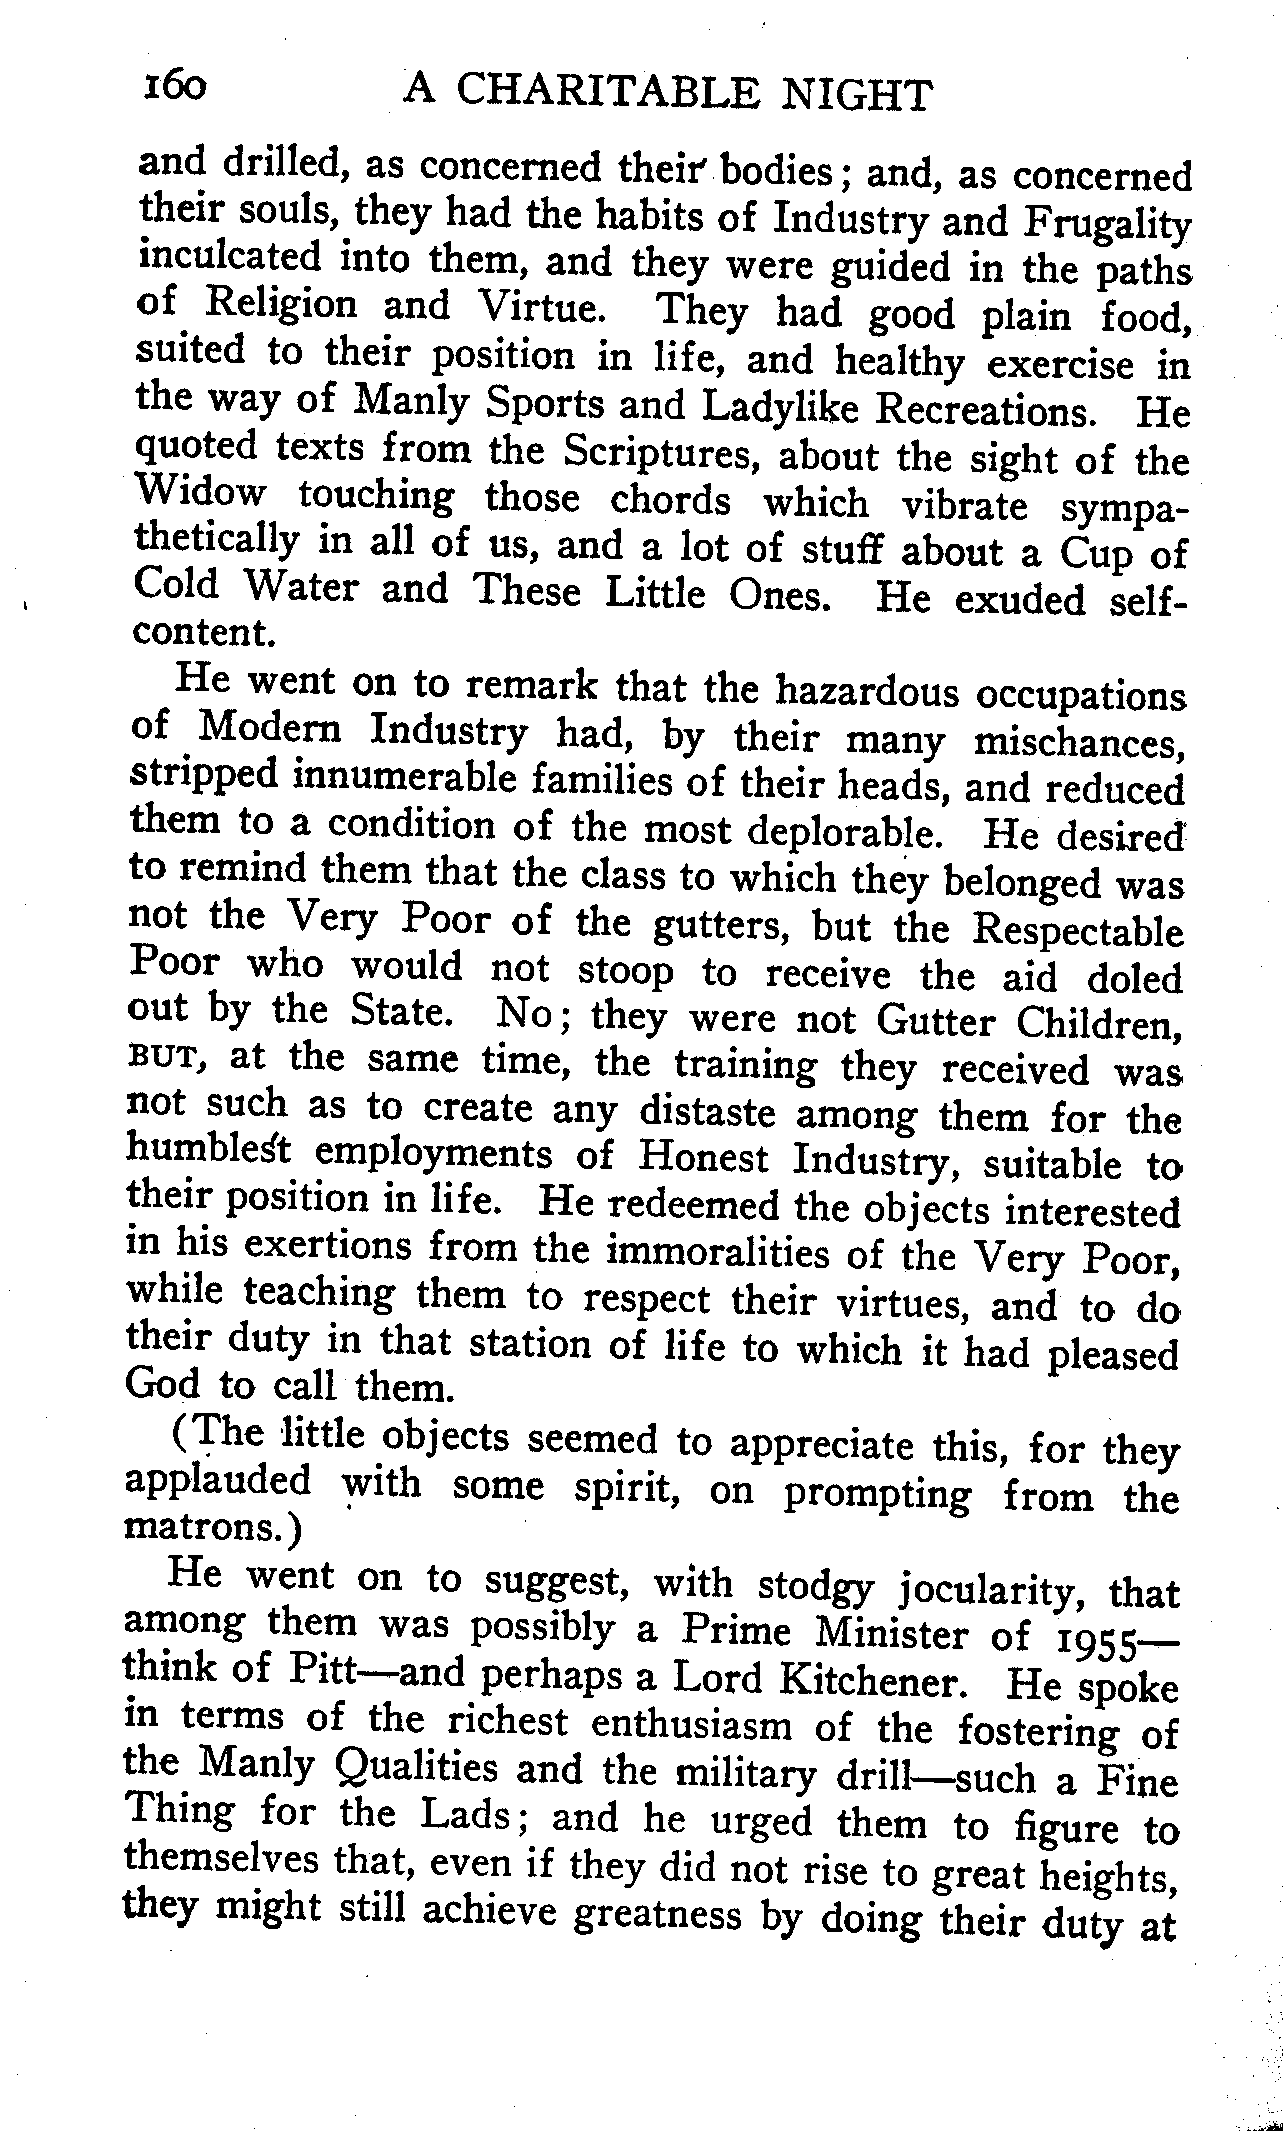 160 A CHARITABLE NIGHT
and drilled, as concerned their bodies; and, as concerned
their souls, they had the habits of Industry and Frugality
inculcated into them, and they were guided in the paths
of Religion and Virtue. They had good plain food,
suited to their position in life, and healthy exercise in
the way of Manly Sports and Ladylike Recreations. He
quoted texts from the Scriptures, about the sight of the
Widow touching those chords which vibrate sympa-
thetically in all of us, and a lot of stuff about a Cup of
Cold Water and These Little Ones. He exuded self-
content.
He went on to remark that the hazardous occupations
of Modern Industry had, by their many mischances,
stripped innumerable families of their heads, and reduced
them to a condition of the most deplorable. He desired
to remind them that the class to which they belonged was
not the Very Poor of the gutters, but the Respectable
Poor who would not stoop to receive the aid doled
out by the State. No; they were not Gutter Children,
BUT, at the same time, the training they received was
not such as to create any distaste among them for the
humblest employments of Honest Industry, suitable to
their position in life. He redeemed the objects interested
in his exertions from the immoralities of the Very Poor,
while teaching them to respect their virtues, and to do
their duty in that station of life to which it had pleased
God to call them.
(The little objects seemed to appreciate this, for they
applauded with some spirit, on prompting from the
matrons.)
He went on to suggest, with stodgy jocularity, that
among them was possibly a Prime Minister of 1955—
think of Pitt—and perhaps a Lord Kitchener. He spoke
in terms of the richest enthusiasm of the fostering of
the Manly Qualities and the military drill—such a Fine
Thing for the Lads; and he urged them to figure to
themselves that, even if they did not rise to great heights,
they might still achieve greatness by doing their duty at